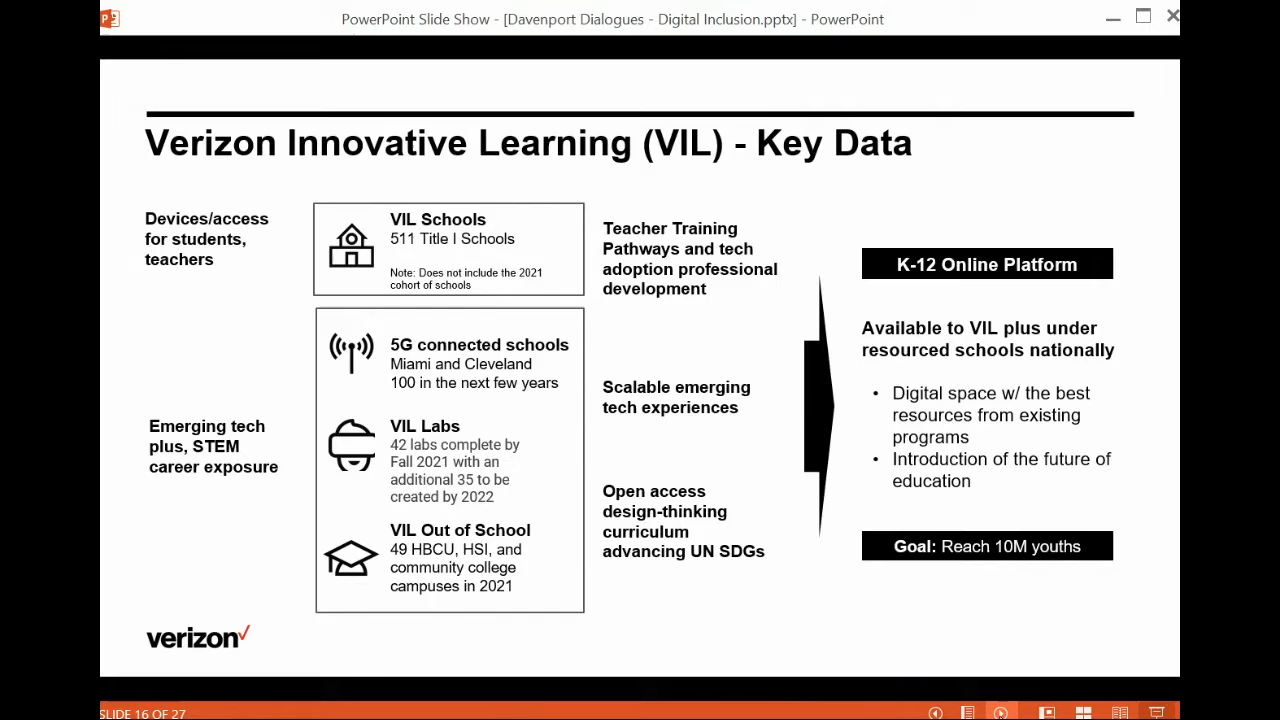 PowerPoint Slide Show - [Davenport Dialogues - Digital Inclusion.pptx] - PowerPoint
Verizon Innovative Learning (VIL) - Key Data
Devices/access
for students,
teachers
VIL Schools
511 Title I Schools
Note: Does not include the 2021
cohort of schools
Teacher Training
Pathways and tech
adoption professional
development
Emerging tech
plus, STEM
career exposure
5G connected schools
Miami and Cleveland
100 in the next few years
VIL Labs
42 labs complete by
Fall 2021 with an
additional 35 to be
created by 2022
VIL Out of School
49 HBCU, HSI, and
community college
campuses in 2021
Scalable emerging
tech experiences
Open access
design-thinking
curriculum
advancing UN SDGs
K-12 Online Platform
Available to VIL plus under
resourced schools nationally
• Digital space w/ the best
resources from existing
programs
• Introduction of the future of
education
Goal: Reach 10M youths
verizon✓
SLIDE 16 OF 27